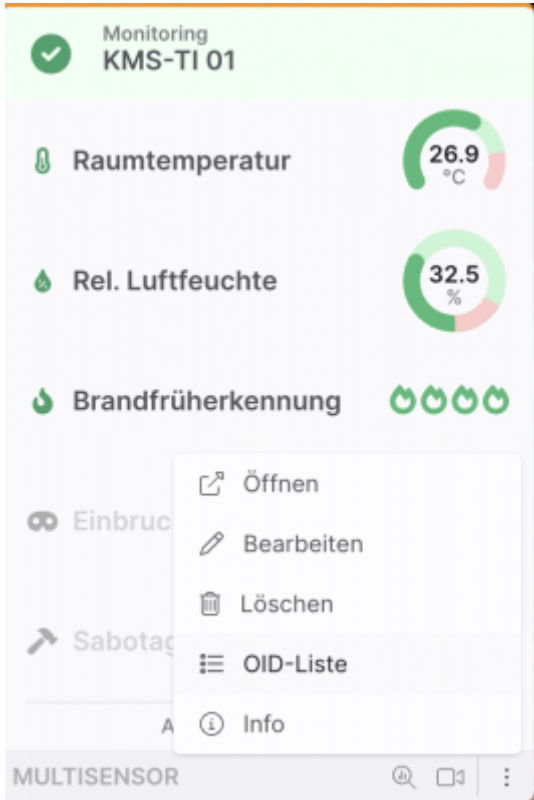 Monitoring
KMS-TI 01
Raumtemperatur
26.9
°C
Rel. Luftfeuchte
32.5
%
Brandfrüherkennung
Öffnen
Einbruc
Bearbeiten
Löschen
Sabotag
OID-Liste
A
Info
MULTISENSOR